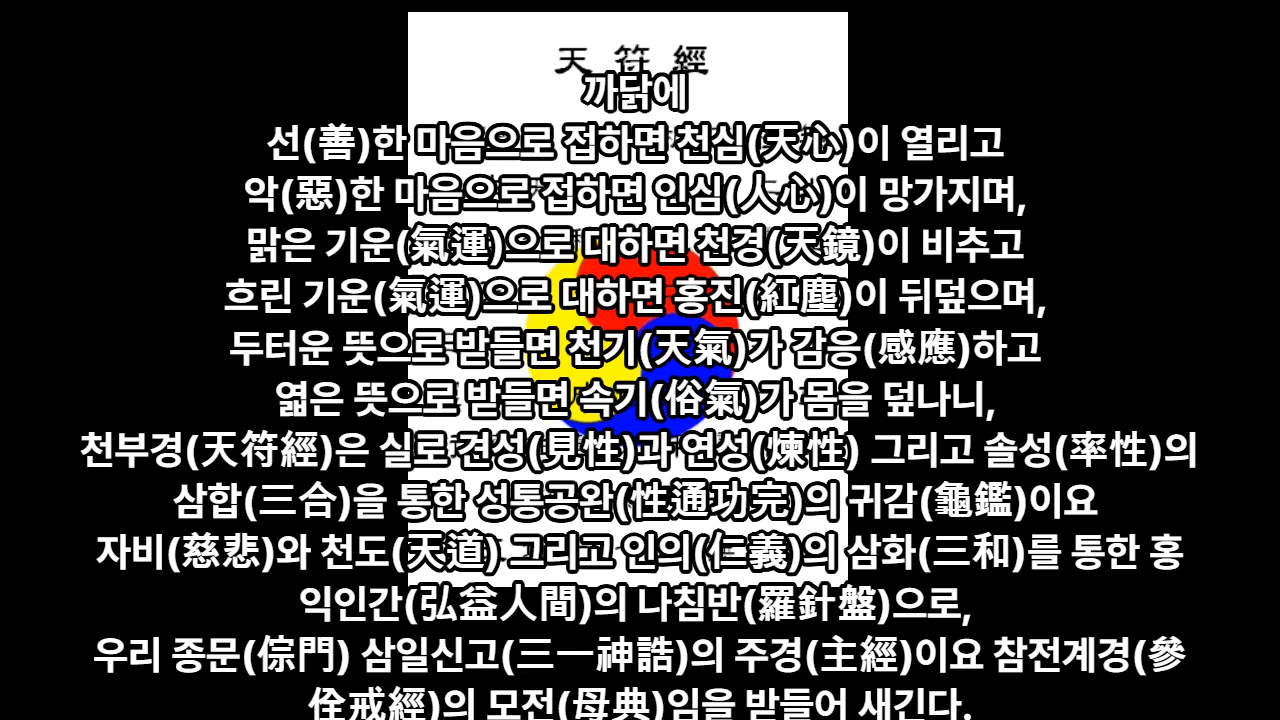 天符經
까닭에
선(善)한 마음으로 접하면 천심(天心)이 열리고
악(惡)한 마음으로 접하면 인심(人心)이 망가지며,
맑은 기운(氣運)으로 대하면 천경(天鏡)이 비추고
흐린 기운(氣運)으로 대하면 홍진(紅塵)이 뒤덮으며,
두터운 뜻으로 받들면 천기(天氣)가 감응(感應)하고
엷은 뜻으로 받들면 속기(俗氣)가 몸을 덮나니,
천부경(天符經)은 실로 견성(見性)과 연성(煉性) 그리고 솔성(率性)의
삼합(三合)을 통한 성통공완(性通功完)의 귀감(龜鑑)이요
자비(慈悲)와 천도(天道) 그리고 인의(仁義)의 삼화(三和)를 통한 홍
익인간(弘益人間)의 나침반(羅針盤)으로,
우리 종문(倧門) 삼일신고(三一神誥)의 주경(主經)이요 참전계경(參
佺戒經)의 모전(母典)임을 받들어 새긴다.